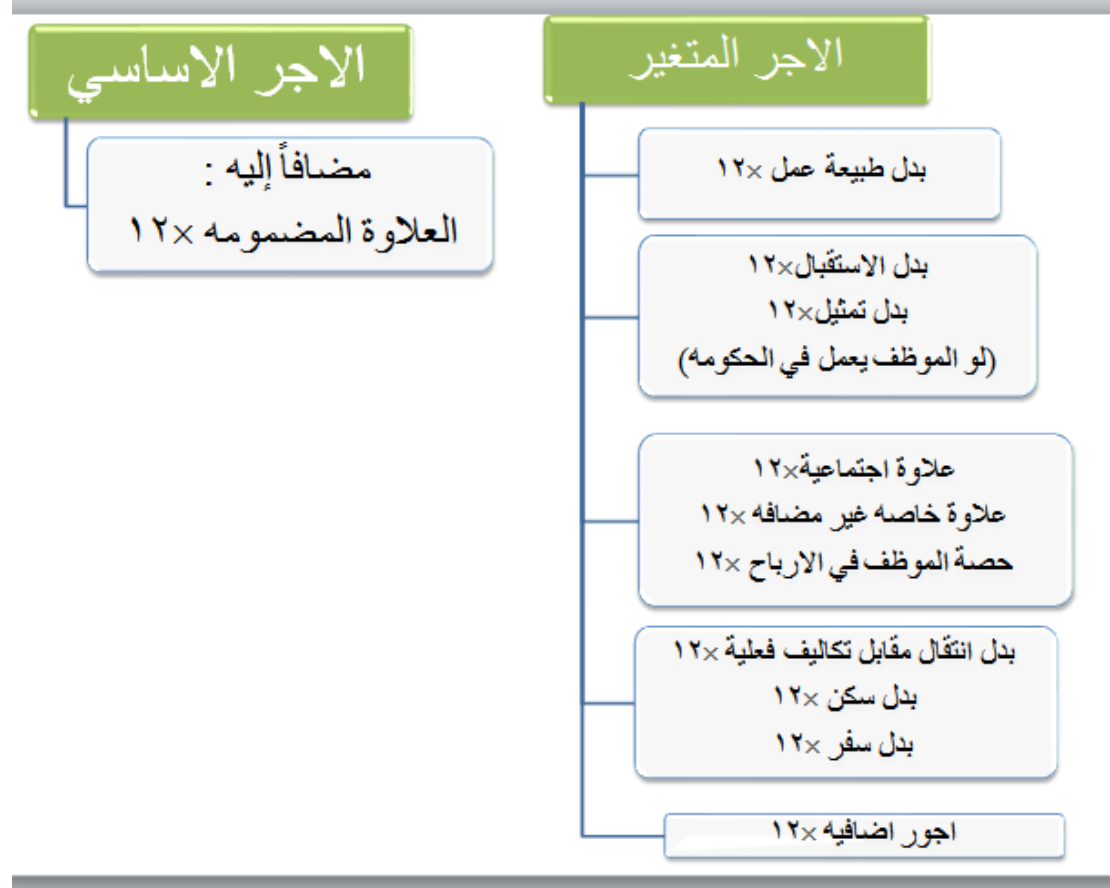 الاجر المتغير
بدل طبيعة عمل ×١٢
بدل الاستقبال×١٢
بدل تمثيل×١٢
(لو الموظف يعمل في الحكومه)
علاوة اجتماعية×١٢
علاوة خاصه غير مضافه ×١٢
حصة الموظف في الارباح ×١٢
بدل انتقال مقابل تكاليف فعلية ×١٢
بدل سكن ×١٢
بدل سفر ×١٢
اجور اضافيه ×١٢
الاجر الاساسي
مضافاً إليه :
العلاوة المضمومه ×١٢